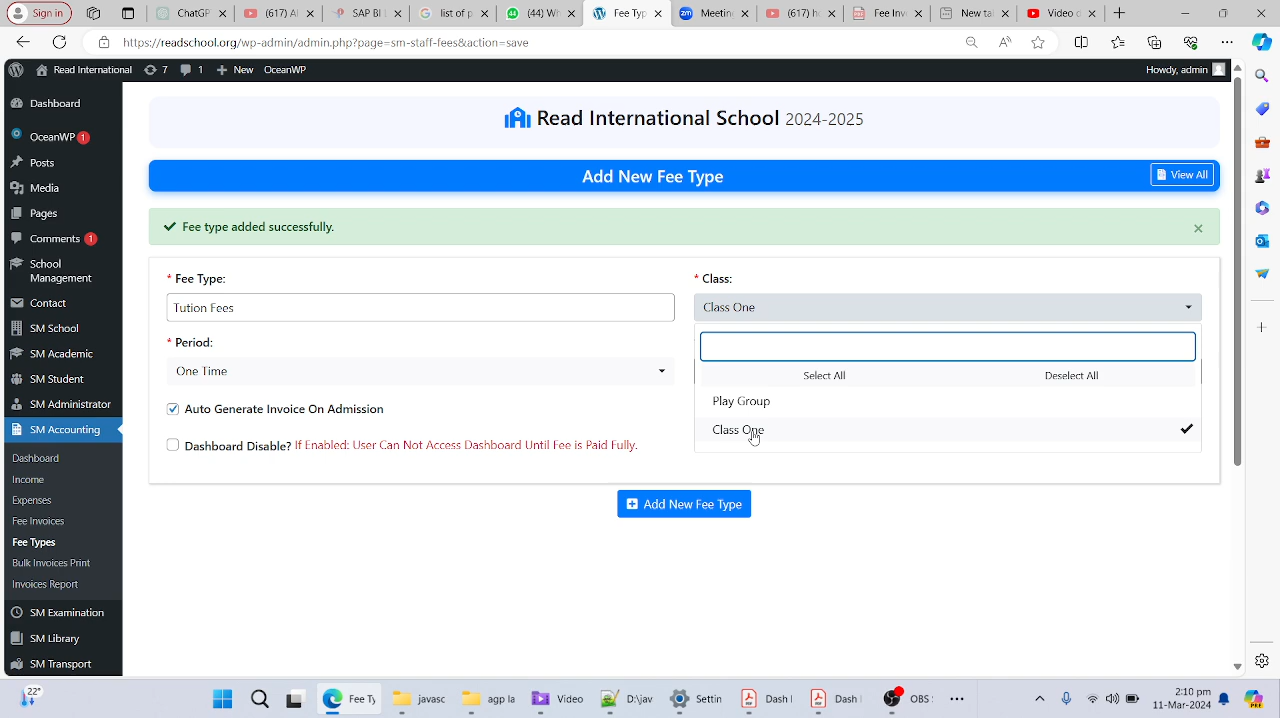 Sign in
ChatGP
(617) Al
SAP BI t
list of p
(44) Wh
Fee Typ
Meeting
(617) ho
Fee Inv
New tab
Video c
https://readschool.org/wp-admin/admin.php?page=sm-staff-fees&action=save
Read International 7 1 New OceanWP
Howdy, admin
Dashboard
OceanWP 1
Posts
Media
Pages
Comments 1
School Management
Contact
SM School
SM Academic
SM Student
SM Administrator
SM Accounting
Dashboard
Income
Expenses
Fee Invoices
Fee Types
Bulk Invoices Print
Invoices Report
SM Examination
SM Library
SM Transport
Read International School 2024-2025
Add New Fee Type
View All
Fee type added successfully.
* Fee Type:
Tution Fees
* Class:
Class One
Select All
Deselect All
Play Group
Class One
* Period:
One Time
Auto Generate Invoice On Admission
Dashboard Disable? If Enabled: User Can Not Access Dashboard Until Fee is Paid Fully.
Add New Fee Type
22°
Fee Ty
javasc
agp la
Video
D:\jav
Settin
Dash
Dash
OBS
2:10 pm
11-Mar-2024